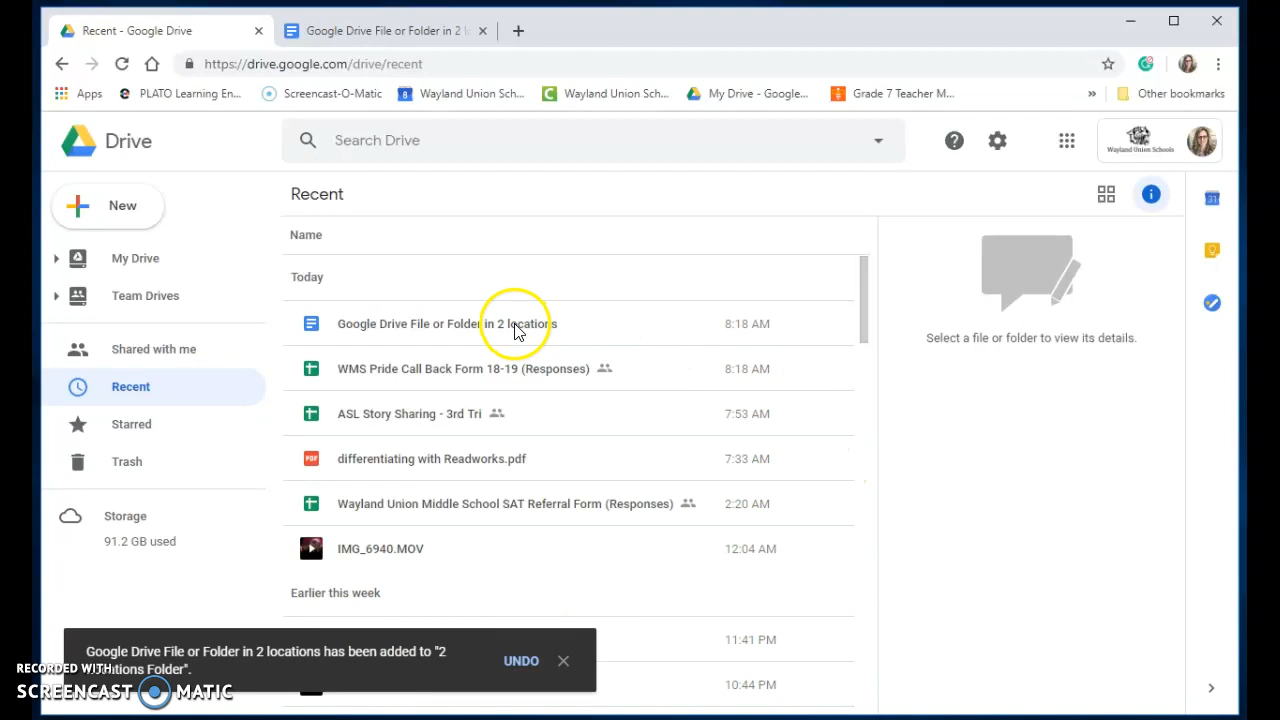 Recent - Google Drive
Google Drive File or Folder in 2 l
https://drive.google.com/drive/recent
Apps
PLATO Learning En...
Screencast-O-Matic
Wayland Union Sch...
Wayland Union Sch...
My Drive - Google...
Grade 7 Teacher M...
»
Other bookmarks
Drive
Search Drive
Wayland Union Schools
New
Recent
Name
My Drive
Today
Team Drives
Google Drive File or Folder in 2 locations 8:18 AM
Select a file or folder to view its details.
Shared with me
WMS Pride Call Back Form 18-19 (Responses) 8:18 AM
Recent
ASL Story Sharing - 3rd Tri 7:53 AM
Starred
differentiating with Readworks.pdf 7:33 AM
Trash
Wayland Union Middle School SAT Referral Form (Responses) 2:20 AM
Storage
91.2 GB used
IMG_6940.MOV 12:04 AM
Earlier this week
11:41 PM
Google Drive File or Folder in 2 locations has been added to "2
Folder".
UNDO
10:44 PM
RECORDED WITH
SCREENCAST MATIC
31
8
PDF